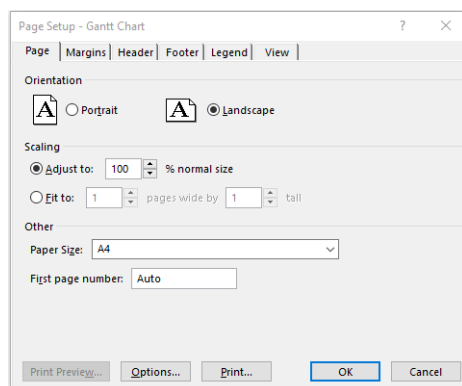 Page Setup - Gantt Chart ? ×
Page Margins Header Footer Legend View
Orientation
A Portrait A Landscape
Scaling
Adjust to: 100 % normal size
Fit to: 1 pages wide by 1 tall
Other
Paper Size: A4
First page number: Auto
Print Preview... Options... Print... OK Cancel